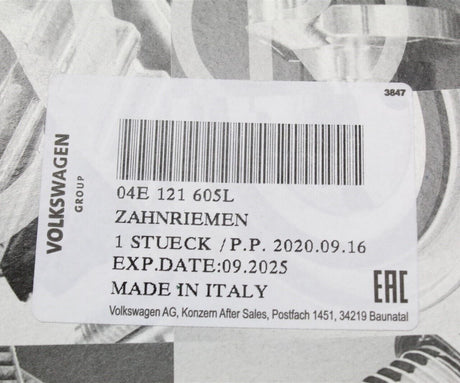 3847
VOLKSWAGEN
GROUP
04E 121 605L
ZAHNRIEMEN
1 STUECK / P.P. 2020.09.16
EXP.DATE:09.2025
MADE IN ITALY
EAC
Volkswagen AG, Konzern After Sales, Postfach 1451, 34219 Baunatal